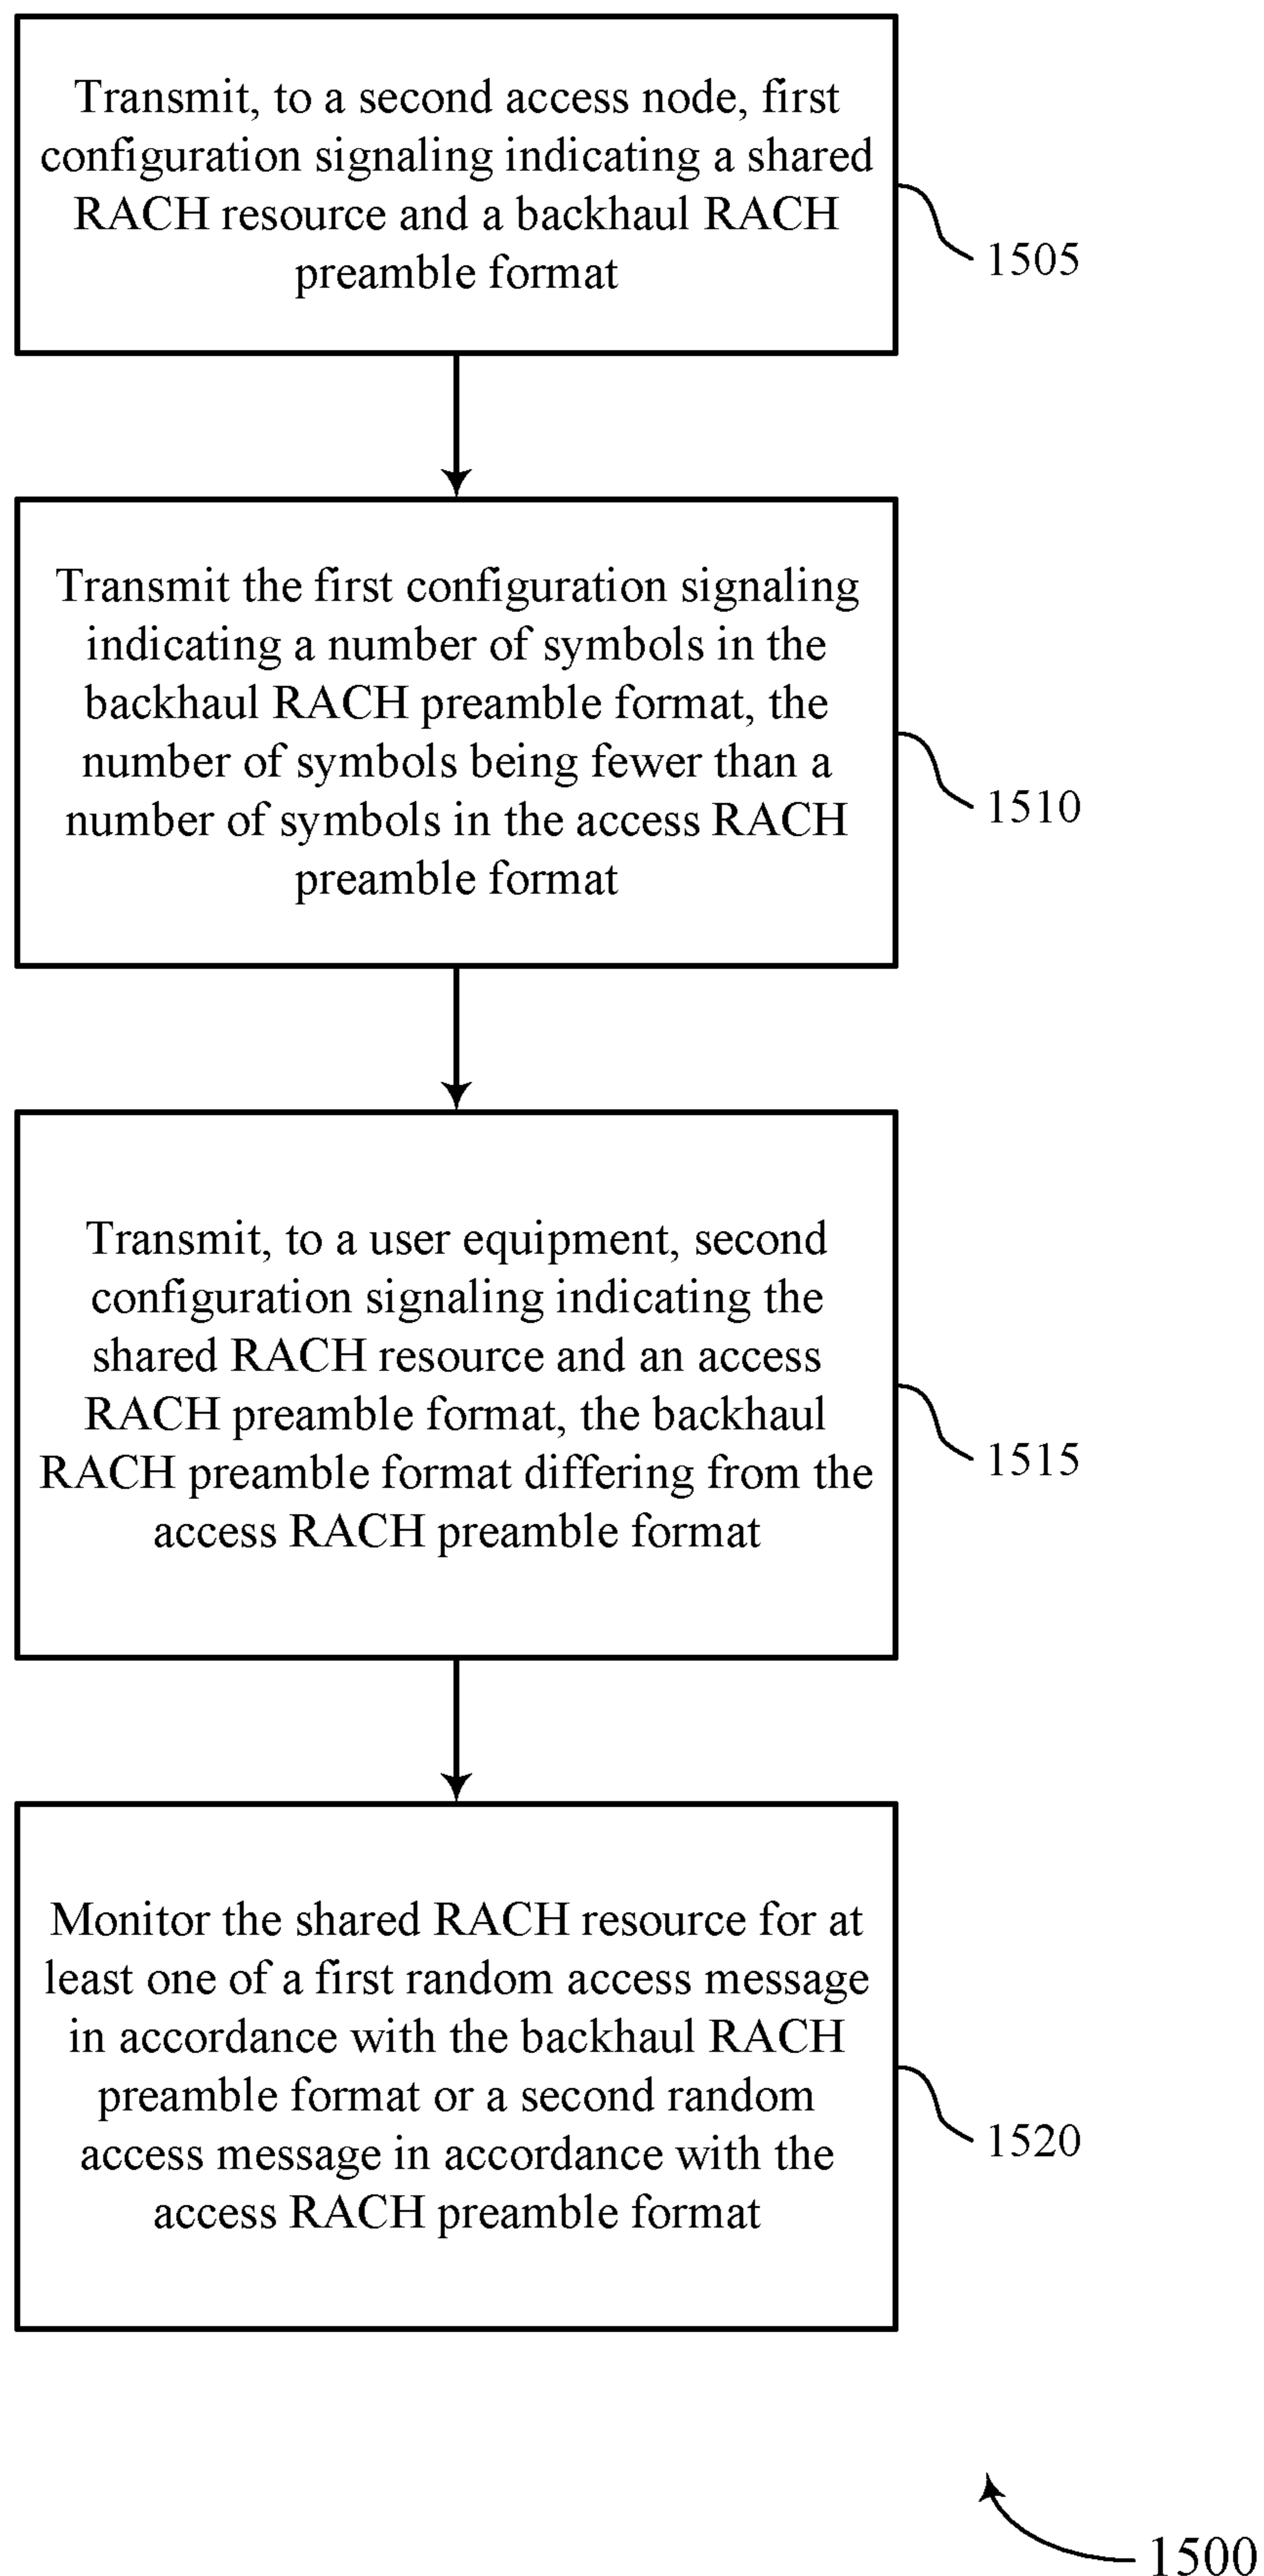 Transmit, to a second access node, first
configuration signaling indicating a shared
RACH resource and a backhaul RACH
preamble format
1505
Transmit the first configuration signaling
indicating a number of symbols in the
backhaul RACH preamble format, the
number of symbols being fewer than a
number of symbols in the access RACH
preamble format
1510
Transmit, to a user equipment, second
configuration signaling indicating the
shared RACH resource and an access
RACH preamble format, the backhaul
RACH preamble format differing from the
access RACH preamble format
1515
Monitor the shared RACH resource for at
least one of a first random access message
in accordance with the backhaul RACH
preamble format or a second random
access message in accordance with the
access RACH preamble format
1520
1500